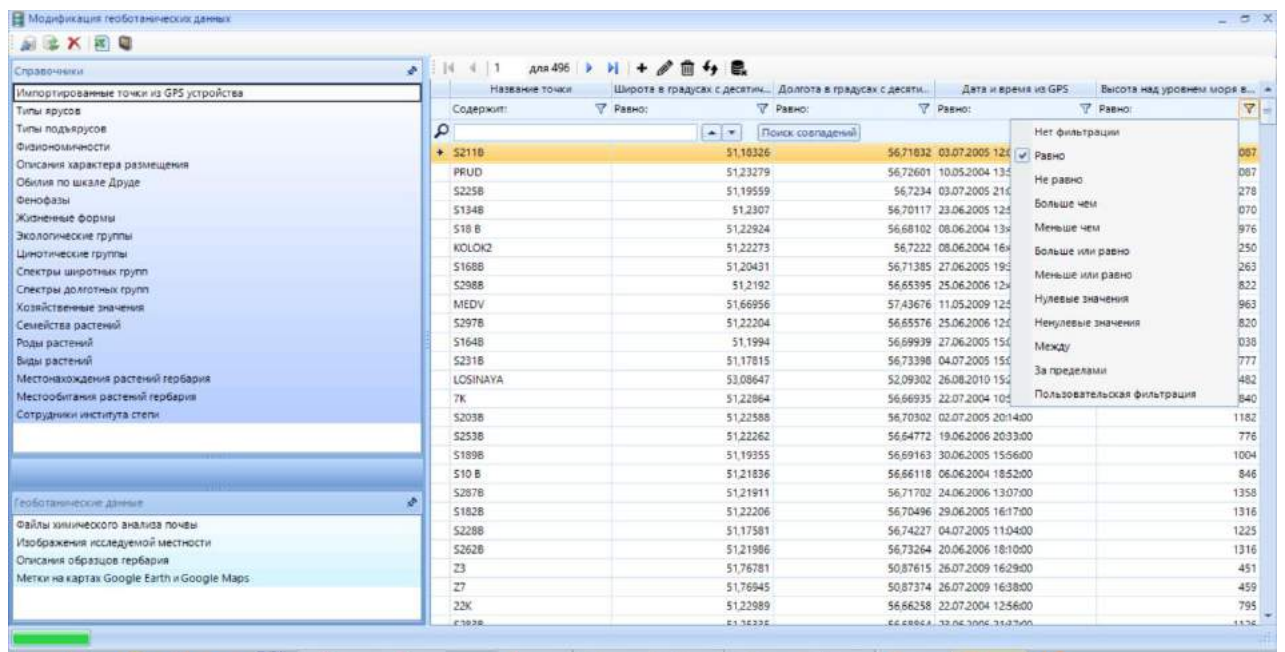 Модификация геоботанических данных
Справочники
Импортированные точки из GPS устройства
Типы ярусов
Типы подъярусов
Физиономичности
Описания характера размещения
Обилия по шкале Друде
Фенофазы
Жизненные формы
Экологические группы
Цинотические группы
Спектры широтных групп
Спектры долготных групп
Хозяйственные значения
Семейства растений
Роды растений
Виды растений
Местонахождения растений гербария
Местообитания растений гербария
Сотрудники института степи
Геоботанические данные
Файлы химического анализа почвы
Изображения исследуемой местности
Описания образцов гербария
Метки на картах Google Earth и Google Maps
1 для 496
Название точки Широта в градусах с десятич... Долгота в градусах с десяти... Дата и время из GPS Высота над уровнем моря в...
Содержит: Равно: Равно: Равно: Равно:
Поиск совпадений
S211B 51,18326 56,71832 03.07.2005 087
PRUD 51,23279 56,72601 10.05.2004 087
S225B 51,19559 56,7234 03.07.2005 278
S134B 51,2307 56,70117 23.06.2005 070
S18 B 51,22924 56,68102 08.06.2004 976
KOLOK2 51,22273 56,7222 08.06.2004 250
S168B 51,20431 56,71385 27.06.2005 263
S298B 51,2192 56,65395 25.06.2006 822
MEDV 51,66956 57,43676 11.05.2009 963
S297B 51,22204 56,65576 25.06.2006 820
S164B 51,1994 56,69939 27.06.2005 038
S231B 51,17815 56,73398 04.07.2005 777
LOSINAYA 53,08647 52,09302 26.08.2010 482
7K 51,22864 56,66935 22.07.2004 840
S203B 51,22588 56,70302 02.07.2005 20:14:00 1182
S253B 51,22262 56,64772 19.06.2006 20:33:00 776
S189B 51,19355 56,69163 30.06.2005 15:56:00 1004
S10 B 51,21836 56,66118 06.06.2004 18:52:00 846
S287B 51,21911 56,71702 24.06.2006 13:07:00 1358
S182B 51,22206 56,70496 29.06.2005 16:17:00 1316
S228B 51,17581 56,74227 04.07.2005 11:04:00 1225
S262B 51,21986 56,73264 20.06.2006 18:10:00 1316
Z3 51,76781 50,87615 26.07.2009 16:29:00 451
Z7 51,76945 50,87374 26.07.2009 16:38:00 459
22K 51,22989 56,66258 22.07.2004 12:56:00 795
Нет фильтрации
Равно
Не равно
Больше чем
Меньше чем
Больше или равно
Меньше или равно
Нулевые значения
Ненулевые значения
Между
За пределами
Пользовательская фильтрация